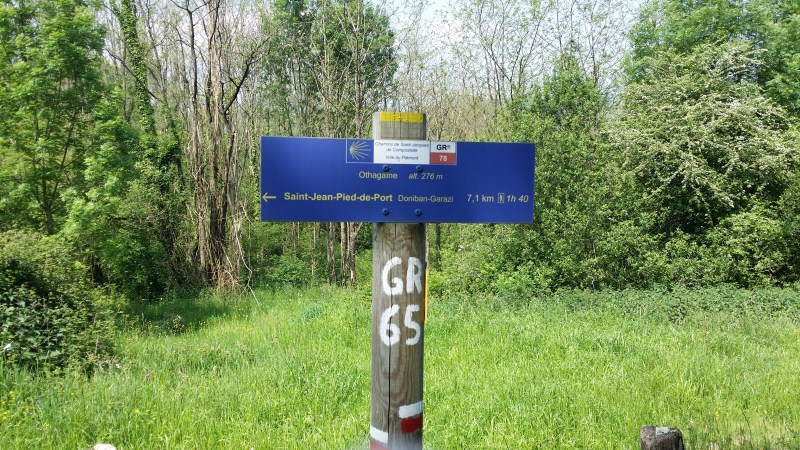 Chemins de Saint-Jacques
de Compostelle
Voie du Piémont
GR®
78
Othagaine alt. 276 m
← Saint-Jean-Pied-de-Port Doniban-Garazi 7,1 km 1h 40
GR
65